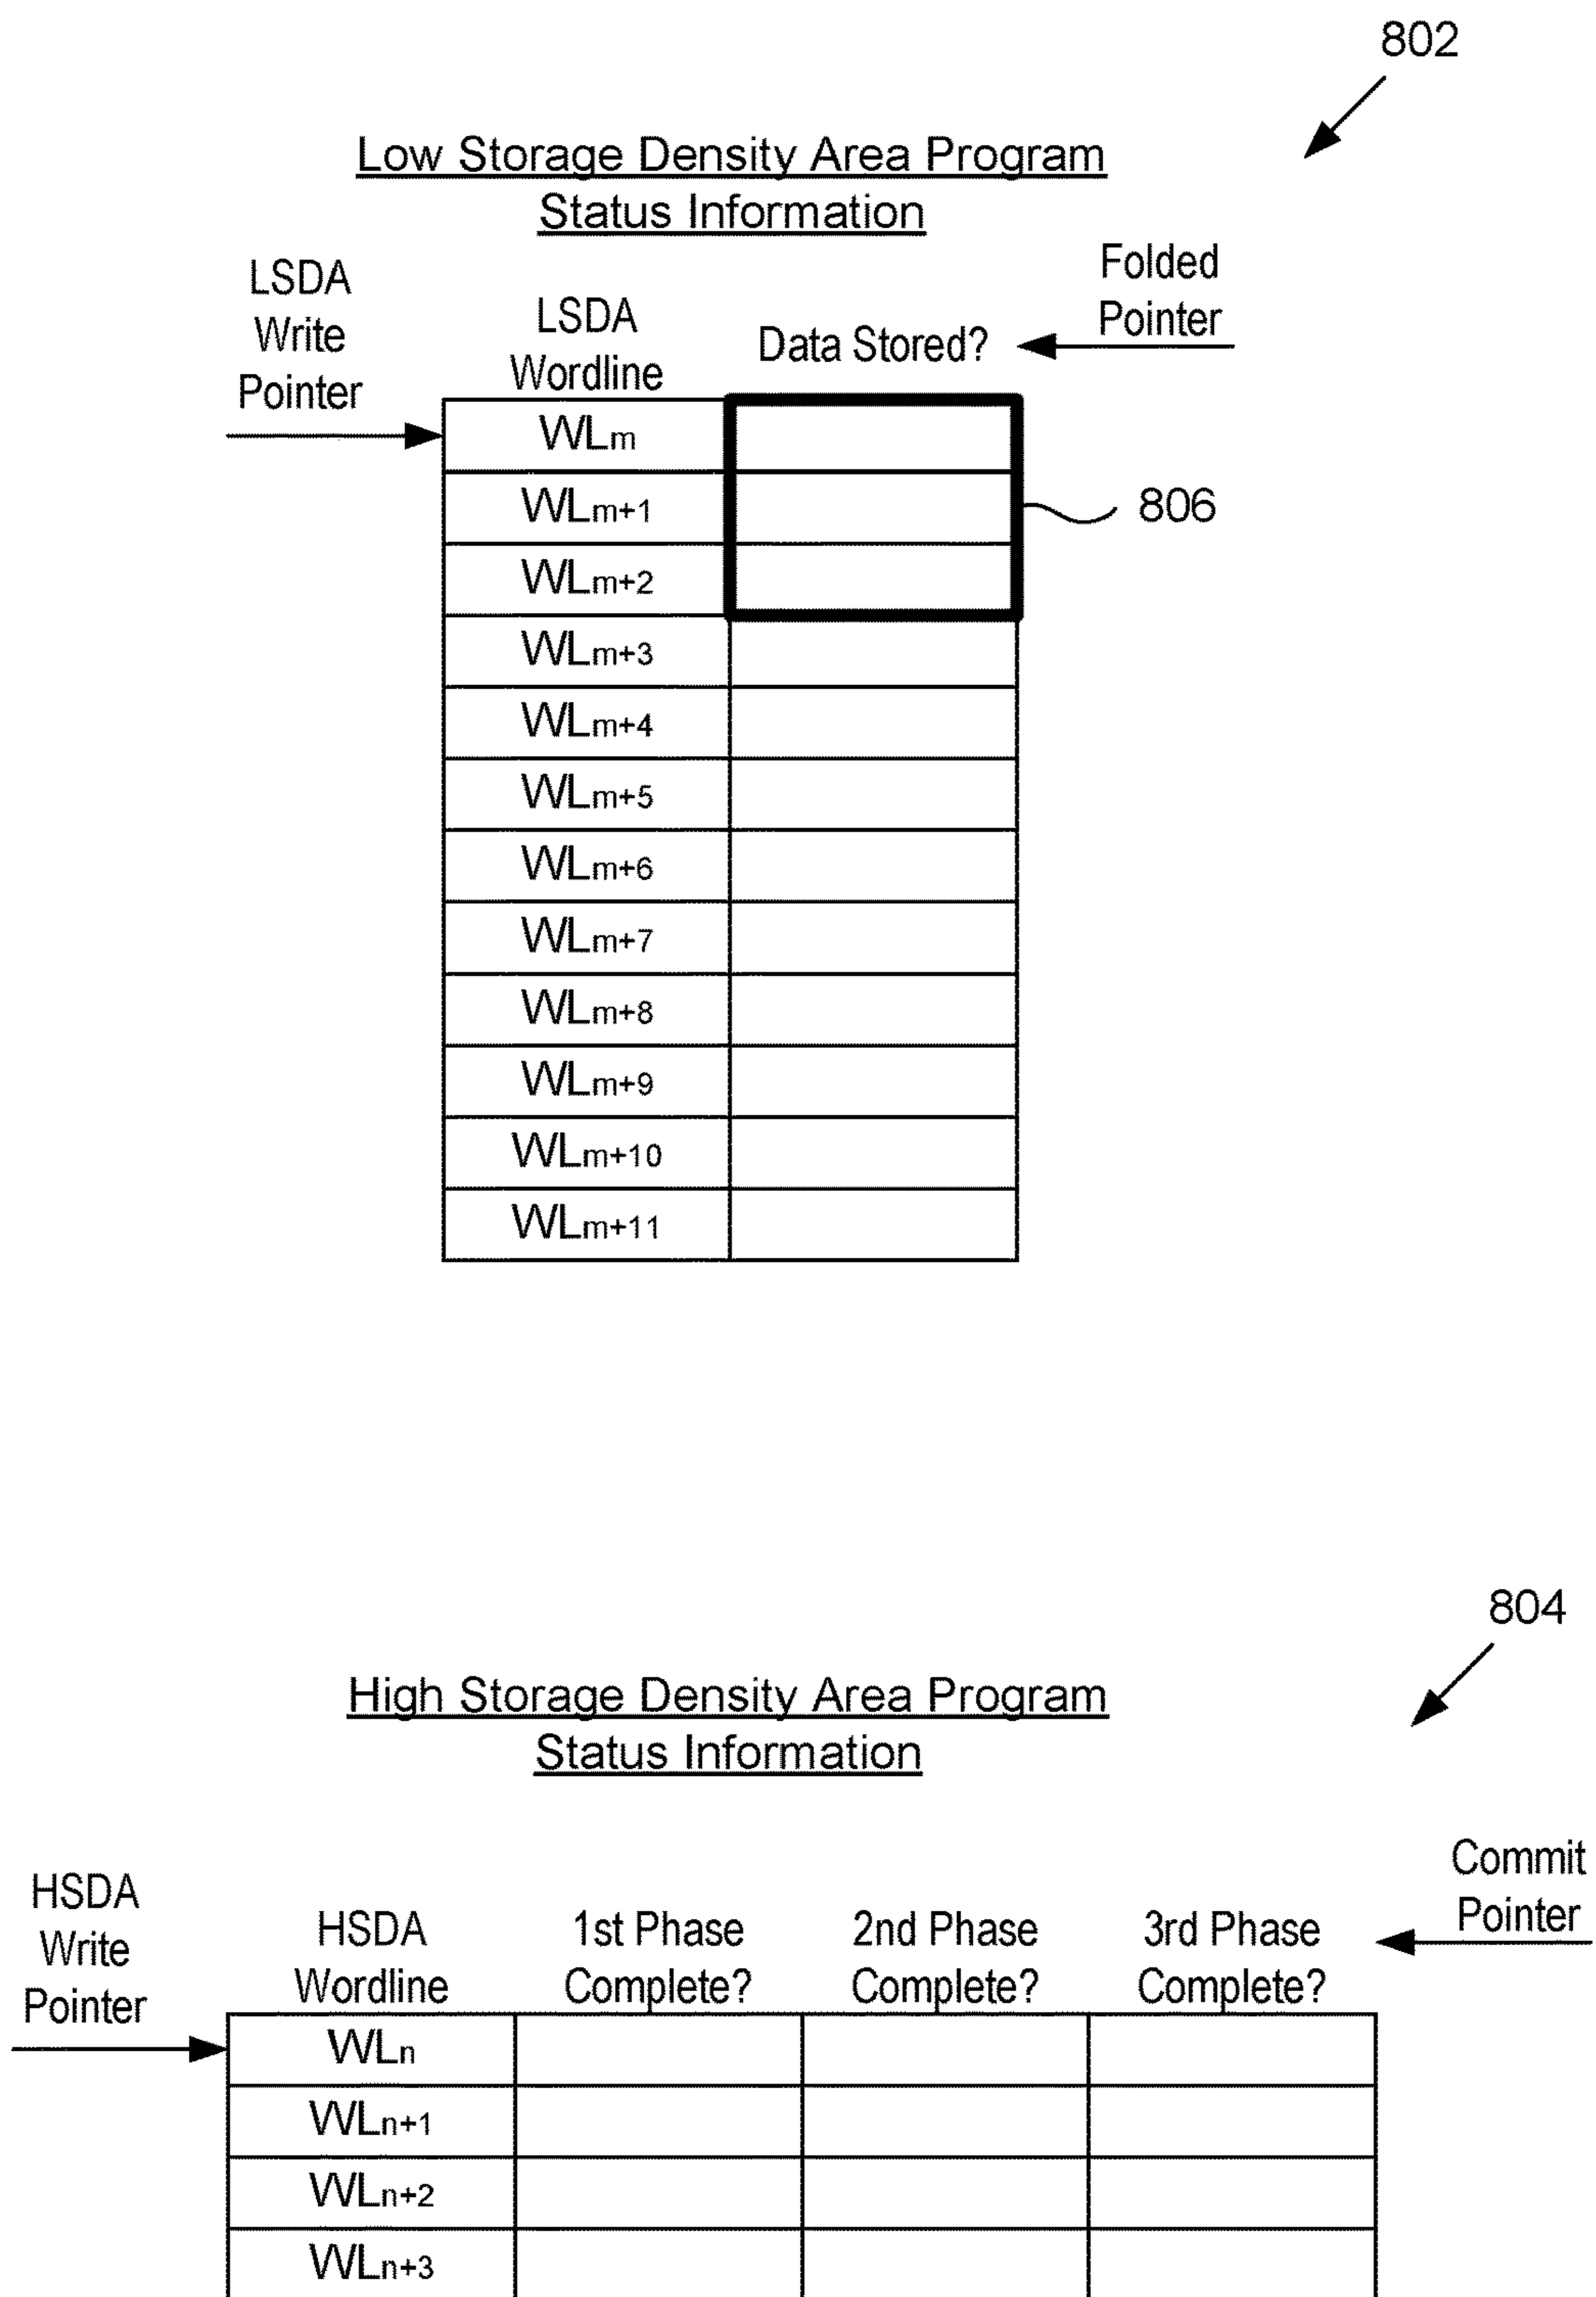 802
Low Storage Density Area Program
Status Information
LSDA
Write
Pointer
LSDA
Wordline
Data Stored?
Folded
Pointer
WLm
WLm+1
806
WLm+2
WLm+3
WLm+4
WLm+5
WLm+6
WLm+7
WLm+8
WLm+9
WLm+10
WLm+11
804
High Storage Density Area Program
Status Information
HSDA
Write
Pointer
HSDA
Wordline
1st Phase
Complete?
2nd Phase
Complete?
3rd Phase
Complete?
Commit
Pointer
WLn
WLn+1
WLn+2
WLn+3